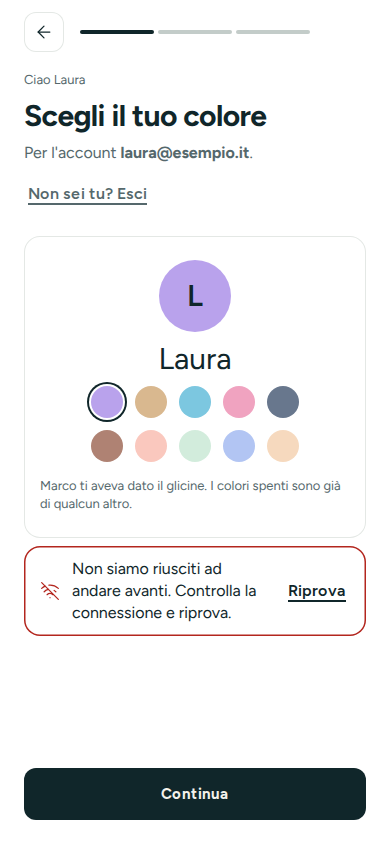 Ciao Laura
Scegli il tuo colore
Per l'account laura@esempio.it.
Non sei tu? Esci
L
Laura
Marco ti aveva dato il glicine. I colori spenti sono già
di qualcun altro.
Non siamo riusciti ad
andare avanti. Controlla la
connessione e riprova.
Riprova
Continua